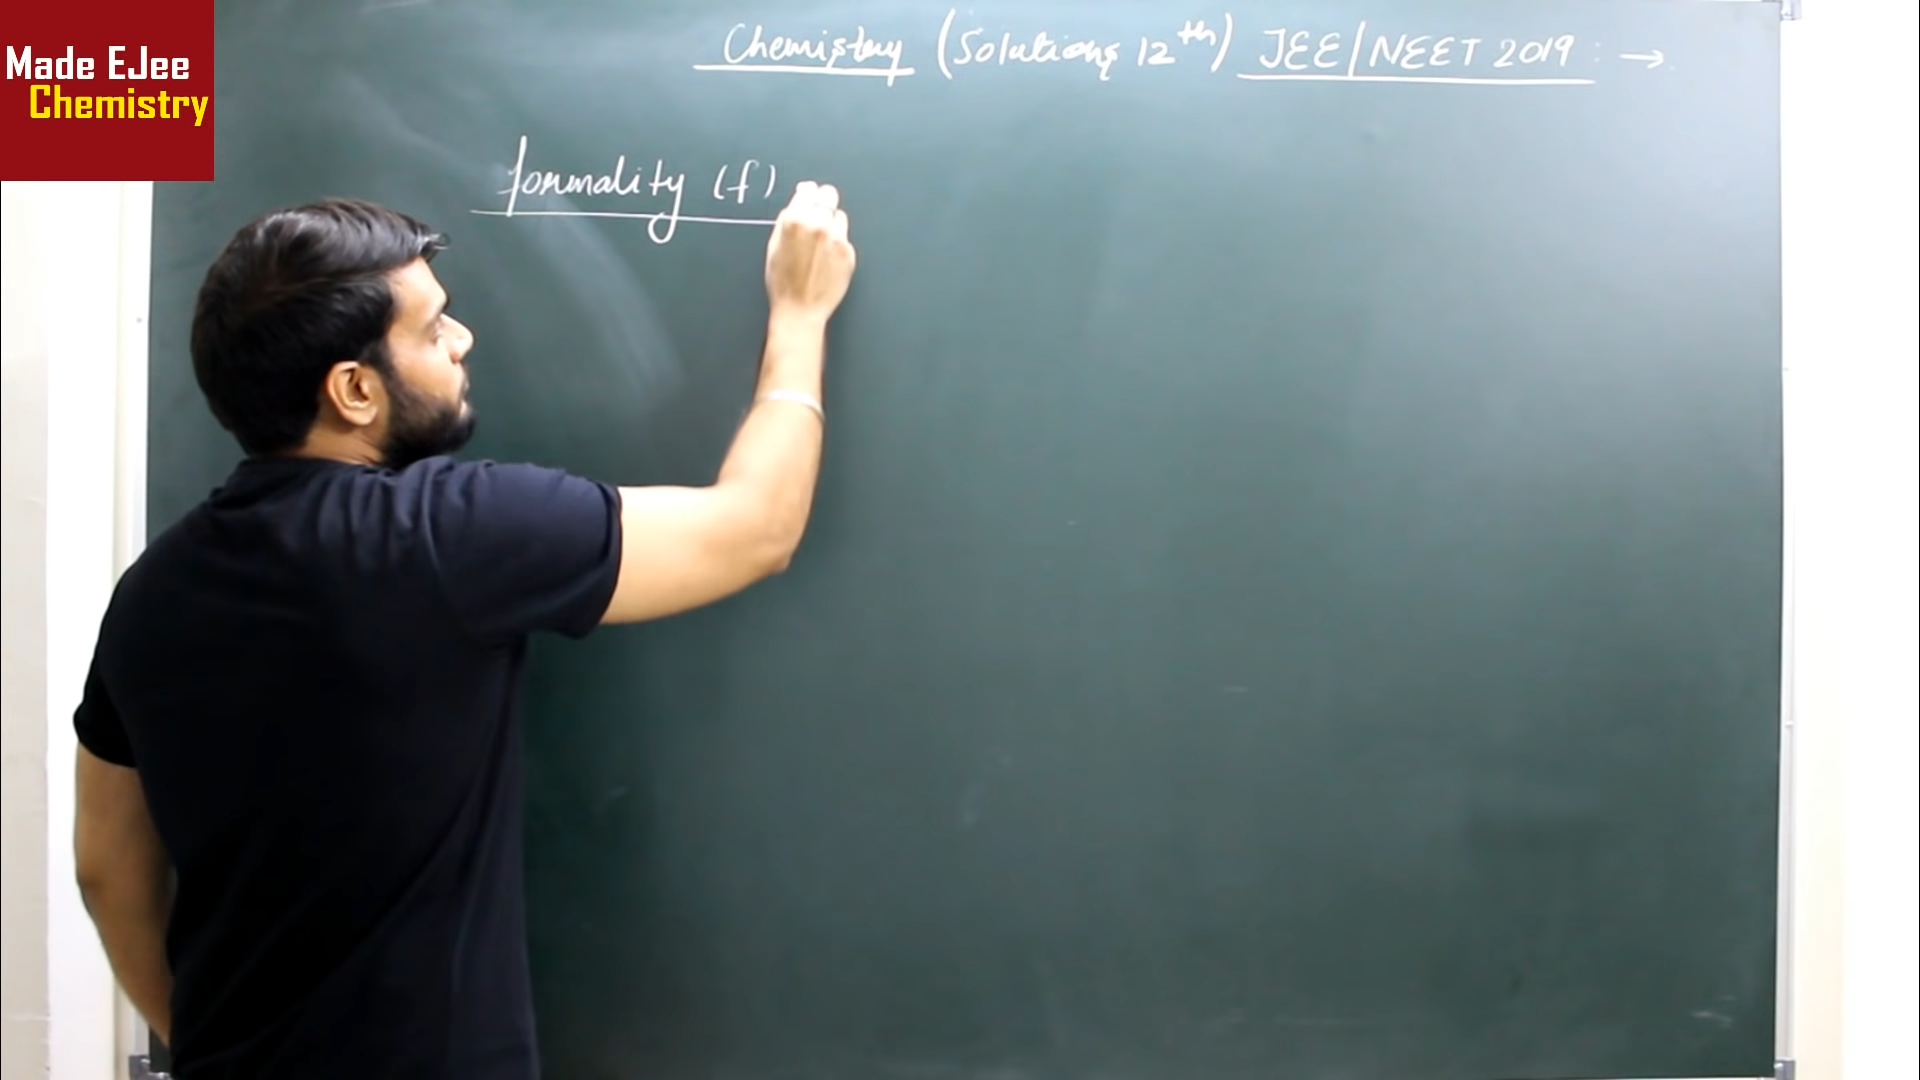 Made EJee
Chemistry
Chemistry (Solutions 12th) JEE/NEET 2019 : →
formality (f)